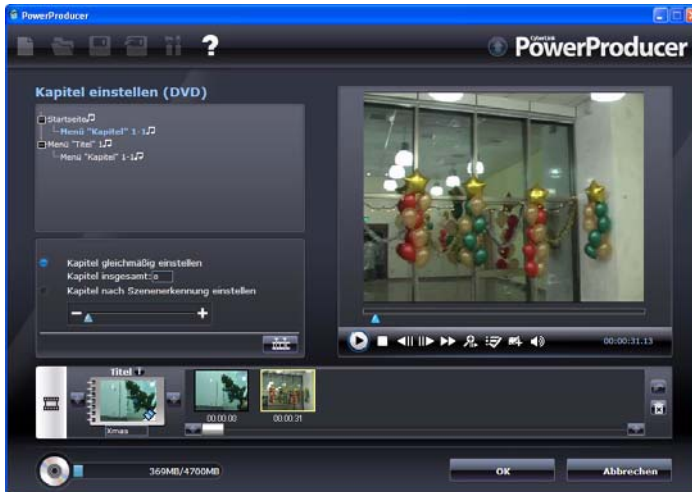 PowerProducer
?
CyberLink
PowerProducer
Kapitel einstellen (DVD)
Startseite
Menü "Kapitel" 1-1
Menü "Titel" 1
Menü "Kapitel" 1-1
Kapitel gleichmäßig einstellen
Kapitel insgesamt: 0
Kapitel nach Szenenerkennung einstellen
00:00:31.13
Titel 1
Xmas
00:00:00
00:00:31
369MB/4700MB
OK
Abbrechen